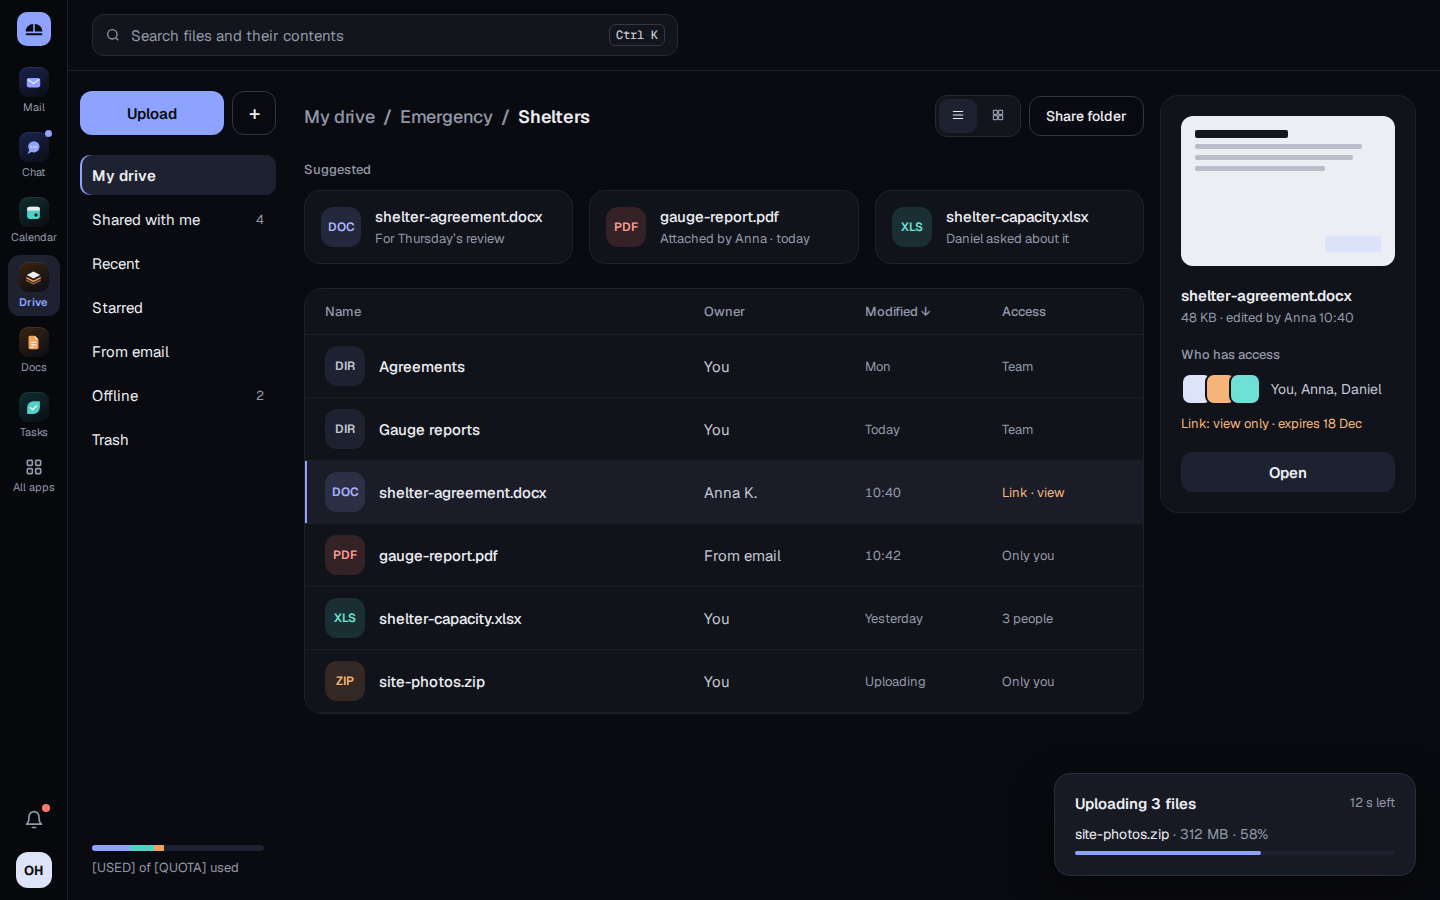 Search files and their contents
Ctrl K
Mail
Chat
Calendar
Drive
Docs
Tasks
All apps
OH
Upload
+
My drive
Shared with me 4
Recent
Starred
From email
Offline 2
Trash
[USED] of [QUOTA] used
My drive / Emergency / Shelters
Share folder
Suggested
DOC
shelter-agreement.docx
For Thursday's review
PDF
gauge-report.pdf
Attached by Anna · today
XLS
shelter-capacity.xlsx
Daniel asked about it
Name Owner Modified ↓ Access
DIR Agreements You Mon Team
DIR Gauge reports You Today Team
DOC shelter-agreement.docx Anna K. 10:40 Link · view
PDF gauge-report.pdf From email 10:42 Only you
XLS shelter-capacity.xlsx You Yesterday 3 people
ZIP site-photos.zip You Uploading Only you
shelter-agreement.docx
48 KB · edited by Anna 10:40
Who has access
You, Anna, Daniel
Link: view only · expires 18 Dec
Open
Uploading 3 files 12 s left
site-photos.zip · 312 MB · 58%